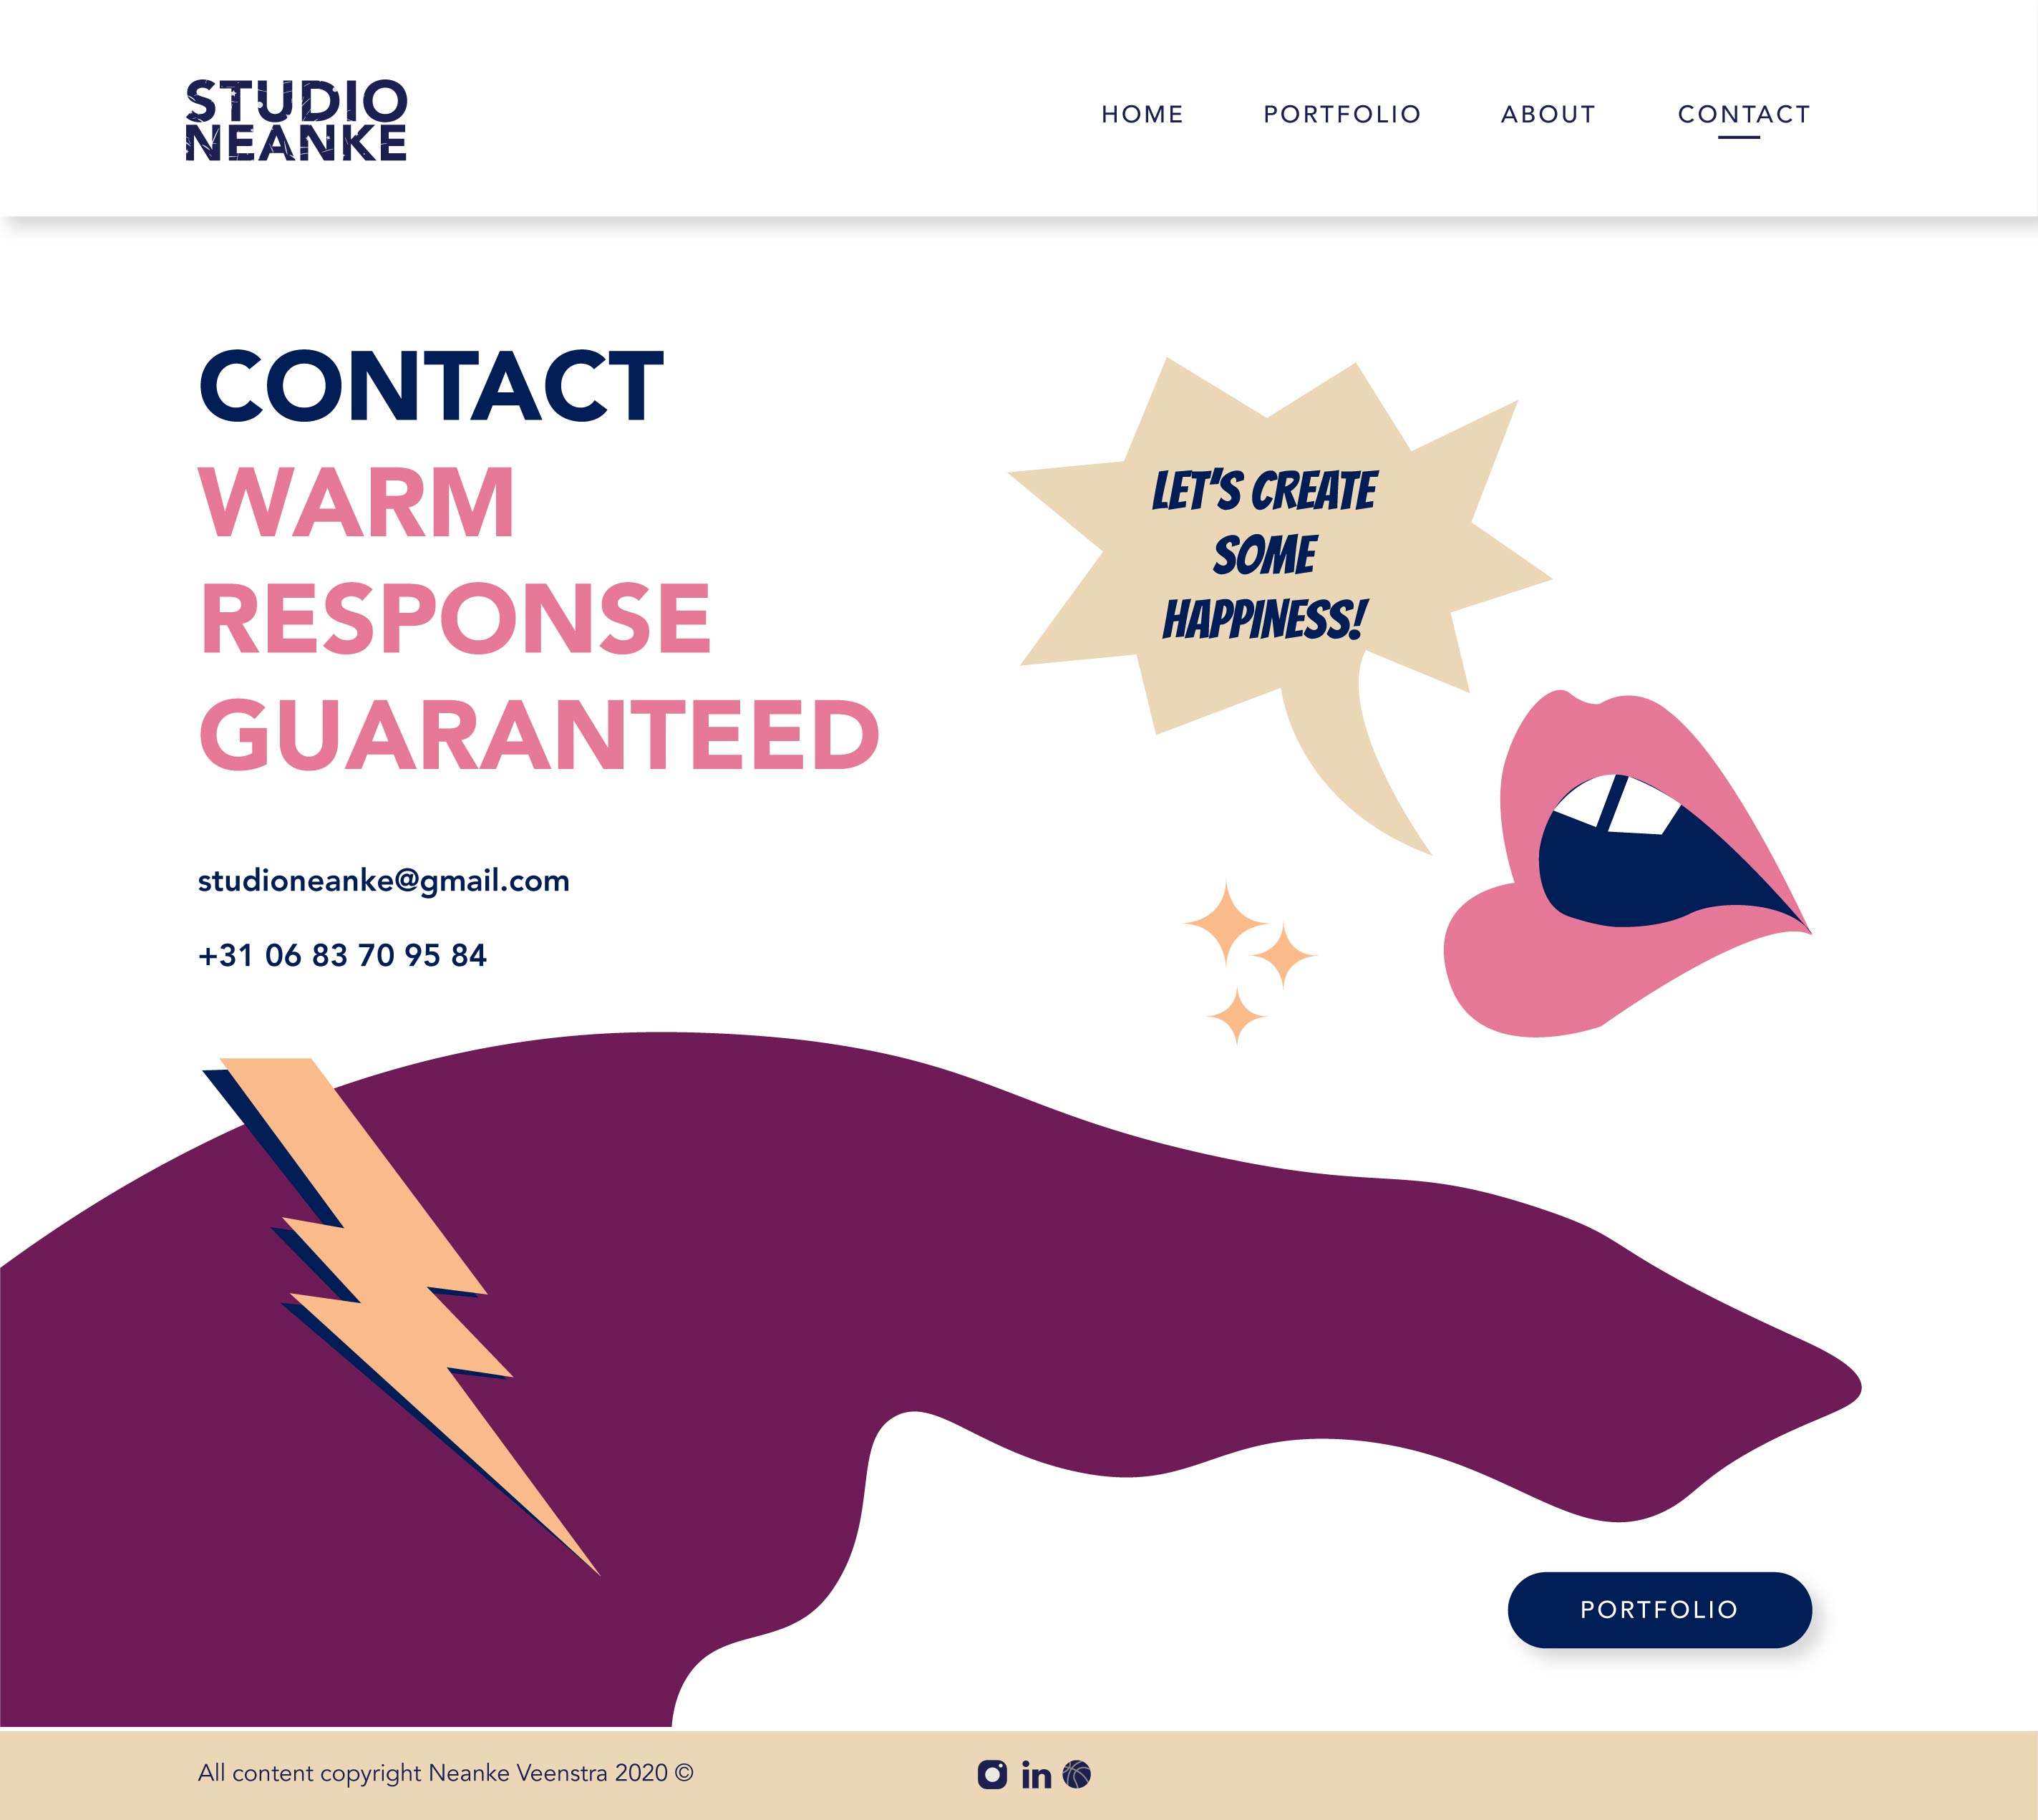 STUDIO
NEANKE
HOME PORTFOLIO ABOUT CONTACT
CONTACT
WARM
RESPONSE
GUARANTEED
studioneanke@gmail.com
+31 06 83 70 95 84
LET'S CREATE
SOME
HAPPINESS!
PORTFOLIO
All content copyright Neanke Veenstra 2020 ©
in